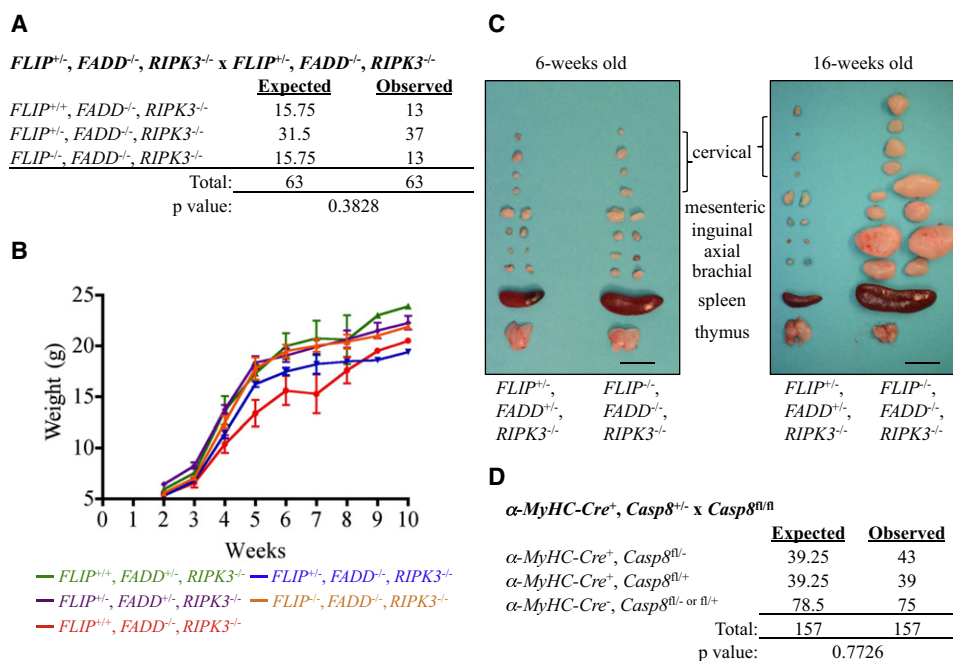 A
FLIP+/-, FADD-/-, RIPK3-/- x FLIP+/-, FADD-/-, RIPK3-/-
Expected Observed
FLIP+/+, FADD-/-, RIPK3-/- 15.75 13
FLIP+/-, FADD-/-, RIPK3-/- 31.5 37
FLIP-/-, FADD-/-, RIPK3-/- 15.75 13
Total: 63 63
p value: 0.3828
B
Weight (g)
25
20
15
10
5
0 1 2 3 4 5 6 7 8 9 10
Weeks
FLIP+/+, FADD+/-, RIPK3-/- FLIP+/-, FADD-/-, RIPK3-/-
FLIP+/-, FADD+/-, RIPK3-/- FLIP-/-, FADD-/-, RIPK3-/-
FLIP+/+, FADD-/-, RIPK3-/-
C
6-weeks old 16-weeks old
cervical
mesenteric
inguinal
axial
brachial
spleen
thymus
FLIP+/-, FLIP-/-, FLIP+/-, FLIP-/-,
FADD+/-, FADD-/-, FADD+/-, FADD-/-,
RIPK3-/- RIPK3-/- RIPK3-/- RIPK3-/-
D
α-MyHC-Cre+, Casp8+/- x Casp8fl/fl
Expected Observed
α-MyHC-Cre+, Casp8fl/- 39.25 43
α-MyHC-Cre+, Casp8fl/+ 39.25 39
α-MyHC-Cre-, Casp8fl/- or fl/+ 78.5 75
Total: 157 157
p value: 0.7726